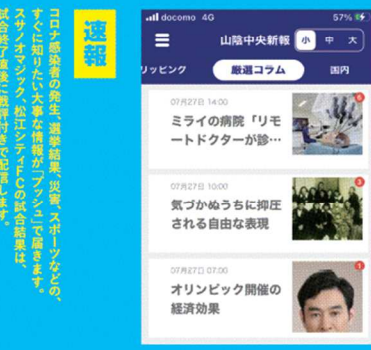 速報
コロナ感染者の発生、選挙結果、災害、スポーツなどの、
すぐに知りたい大事な情報が「プッシュ」で届きます。
スサノオマジック、松江シティFCの試合結果は、
試合終了直後に戦評付きで配信します。
docomo 4G
57%
山陰中央新報
小 中 大
リッピング 厳選コラム 国内
07月27日 14:00
ミライの病院「リモ
ートドクターが診…
07月27日 10:00
気づかぬうちに抑圧
される自由な表現
07月27日 07:00
オリンピック開催の
経済効果